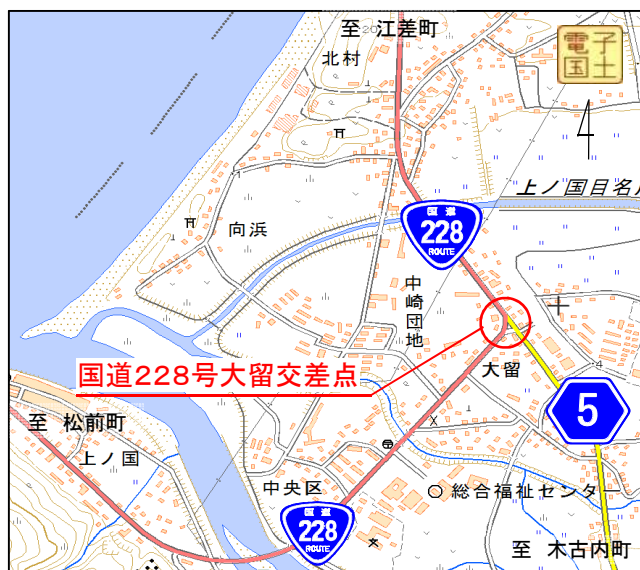 至 江差町
20
北村
電子
国土
4
上ノ国目名
国道
228
ROUTE
向浜
中崎団地
国道228号大留交差点
大留
4
5
至 松前町
上ノ国
中央区
総合福祉センタ
国道
228
ROUTE
至 木古内町